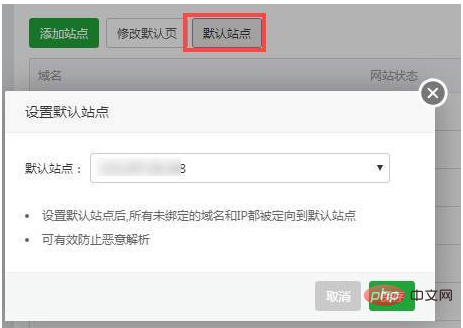 添加站点 修改默认页 默认站点
域名 网站状态
设置默认站点
默认站点： 8
设置默认站点后,所有未绑定的域名和IP都被定向到默认站点
可有效防止恶意解析
取消
php 中文网